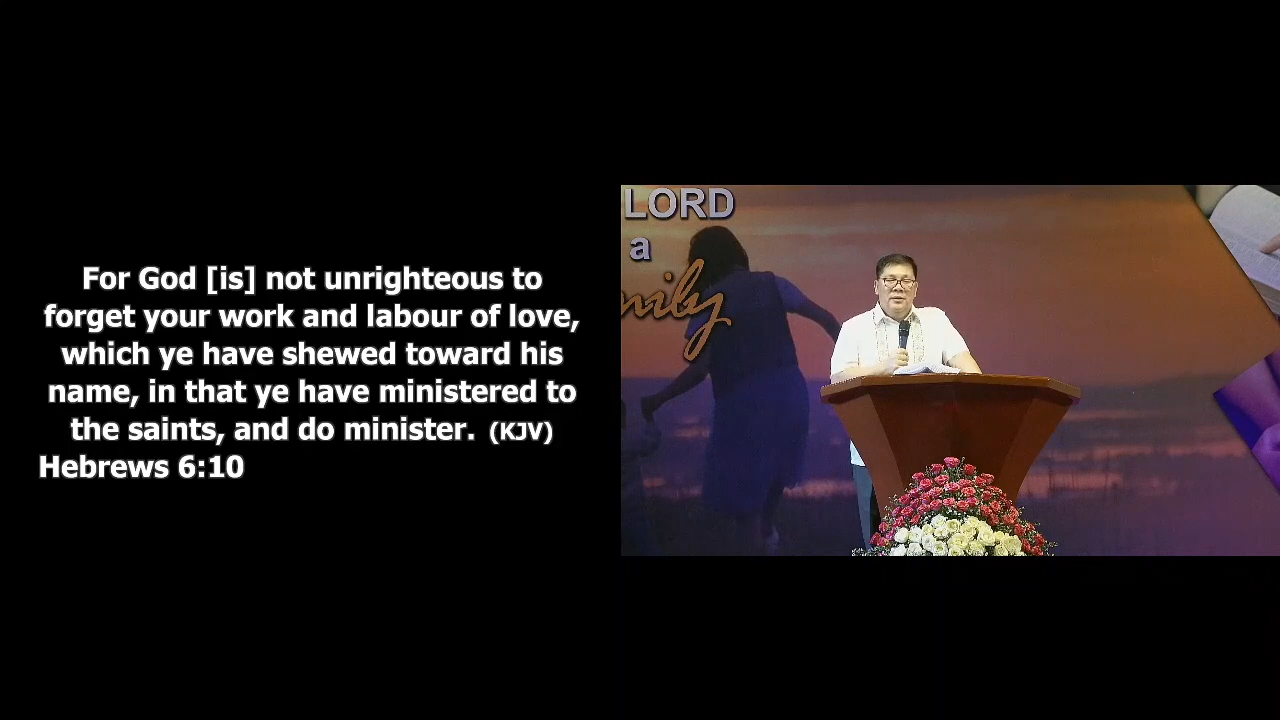 For God [is] not unrighteous to
forget your work and labour of love,
which ye have shewed toward his
name, in that ye have ministered to
the saints, and do minister. (KJV)
Hebrews 6:10
LORD
a
mily